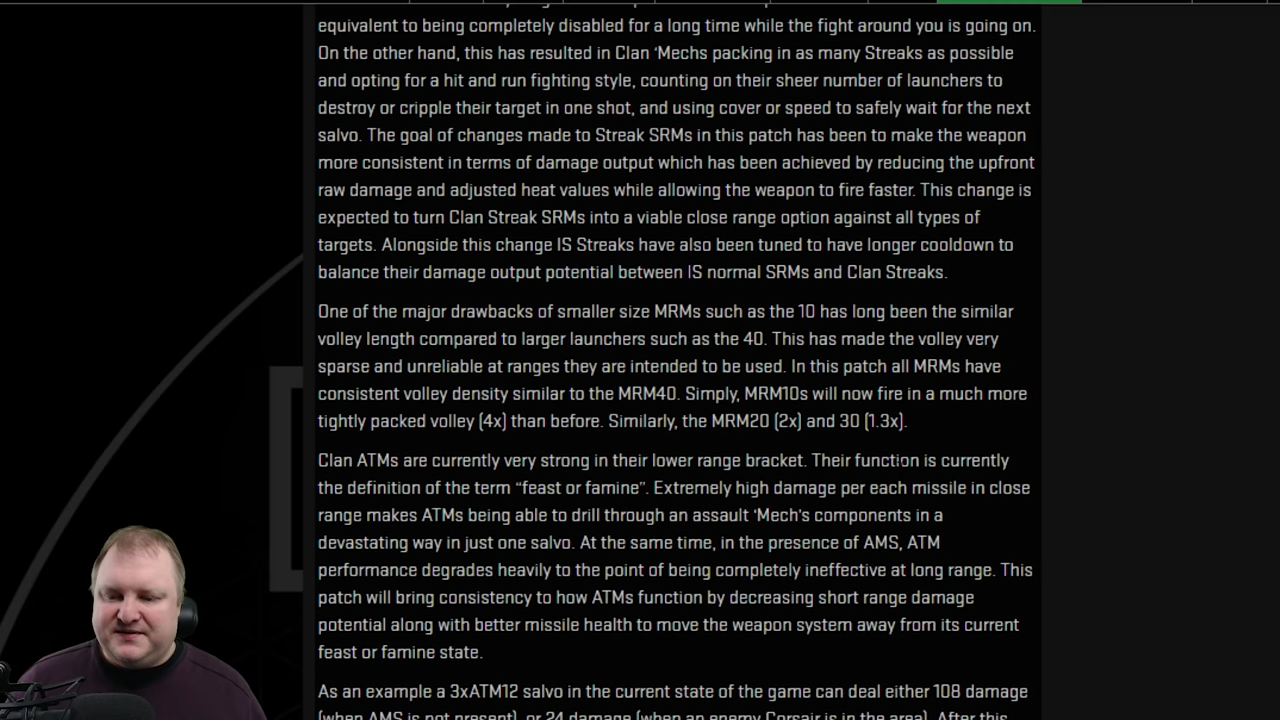 equivalent to being completely disabled for a long time while the fight around you is going on.
On the other hand, this has resulted in Clan ‘Mechs packing in as many Streaks as possible
and opting for a hit and run fighting style, counting on their sheer number of launchers to
destroy or cripple their target in one shot, and using cover or speed to safely wait for the next
salvo. The goal of changes made to Streak SRMs in this patch has been to make the weapon
more consistent in terms of damage output which has been achieved by reducing the upfront
raw damage and adjusted heat values while allowing the weapon to fire faster. This change is
expected to turn Clan Streak SRMs into a viable close range option against all types of
targets. Alongside this change IS Streaks have also been tuned to have longer cooldown to
balance their damage output potential between IS normal SRMs and Clan Streaks.
One of the major drawbacks of smaller size MRMs such as the 10 has long been the similar
volley length compared to larger launchers such as the 40. This has made the volley very
sparse and unreliable at ranges they are intended to be used. In this patch all MRMs have
consistent volley density similar to the MRM40. Simply, MRM10s will now fire in a much more
tightly packed volley (4x) than before. Similarly, the MRM20 (2x) and 30 (1.3x).
Clan ATMs are currently very strong in their lower range bracket. Their function is currently
the definition of the term “feast or famine”. Extremely high damage per each missile in close
range makes ATMs being able to drill through an assault ‘Mech’s components in a
devastating way in just one salvo. At the same time, in the presence of AMS, ATM
performance degrades heavily to the point of being completely ineffective at long range. This
patch will bring consistency to how ATMs function by decreasing short range damage
potential along with better missile health to move the weapon system away from its current
feast or famine state.
As an example a 3xATM12 salvo in the current state of the game can deal either 108 damage
(when AMS is not present), or 24 damage (when an enemy Corsair is in the area). After this